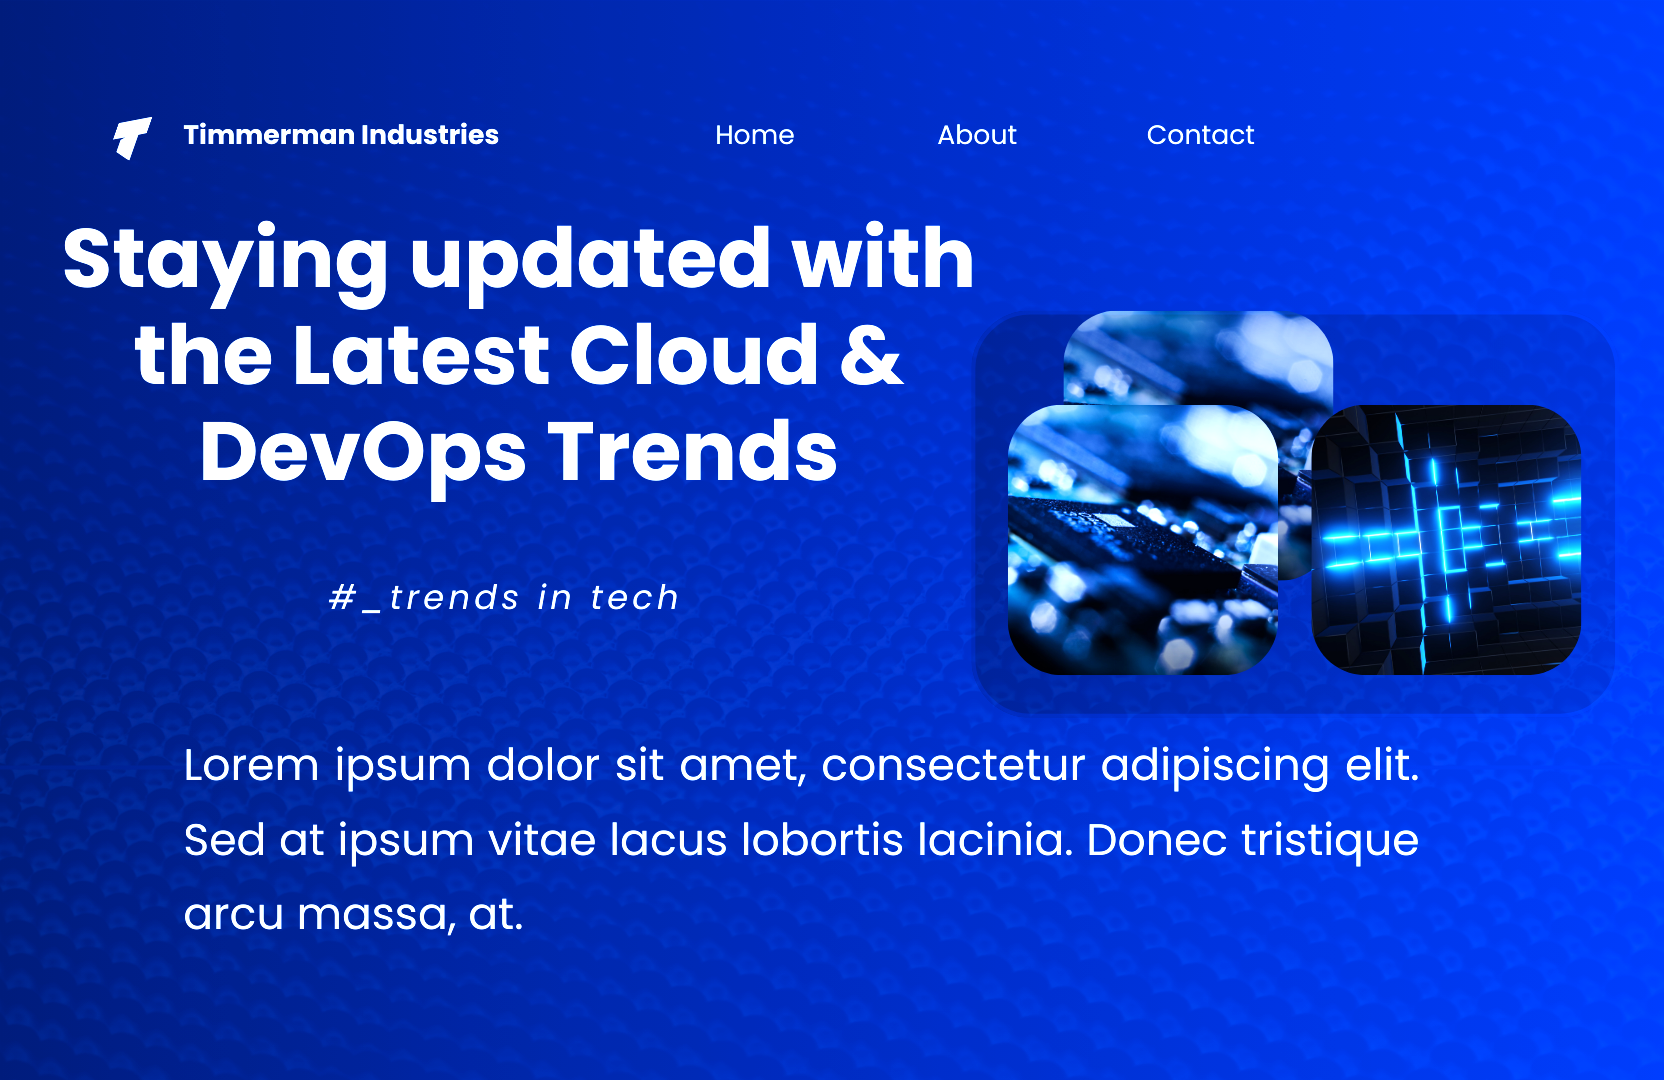 Timmerman Industries
Home
About
Contact
Staying updated with
the Latest Cloud &
DevOps Trends
#_trends in tech
Lorem ipsum dolor sit amet, consectetur adipiscing elit.
Sed at ipsum vitae lacus lobortis lacinia. Donec tristique
arcu massa, at.